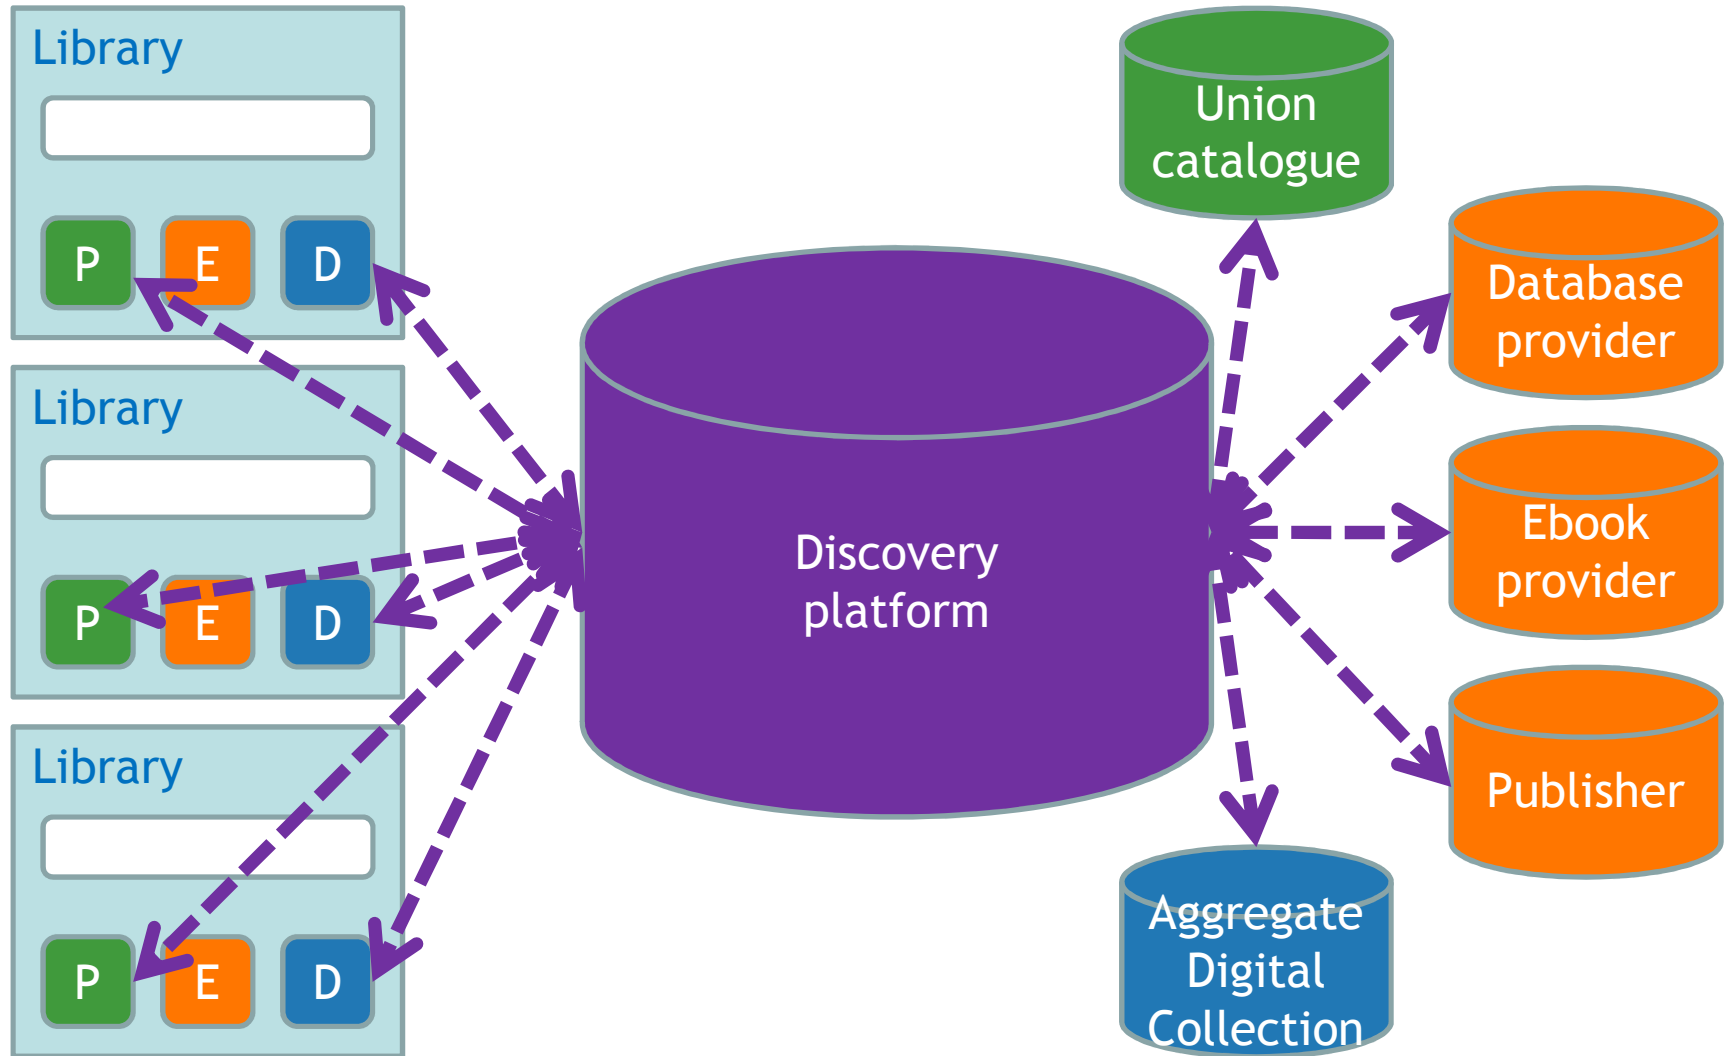 Library
P E D
Library
P E D
Library
P E D
Discovery
platform
Union
catalogue
Database
provider
Ebook
provider
Publisher
Aggregate
Digital
Collection